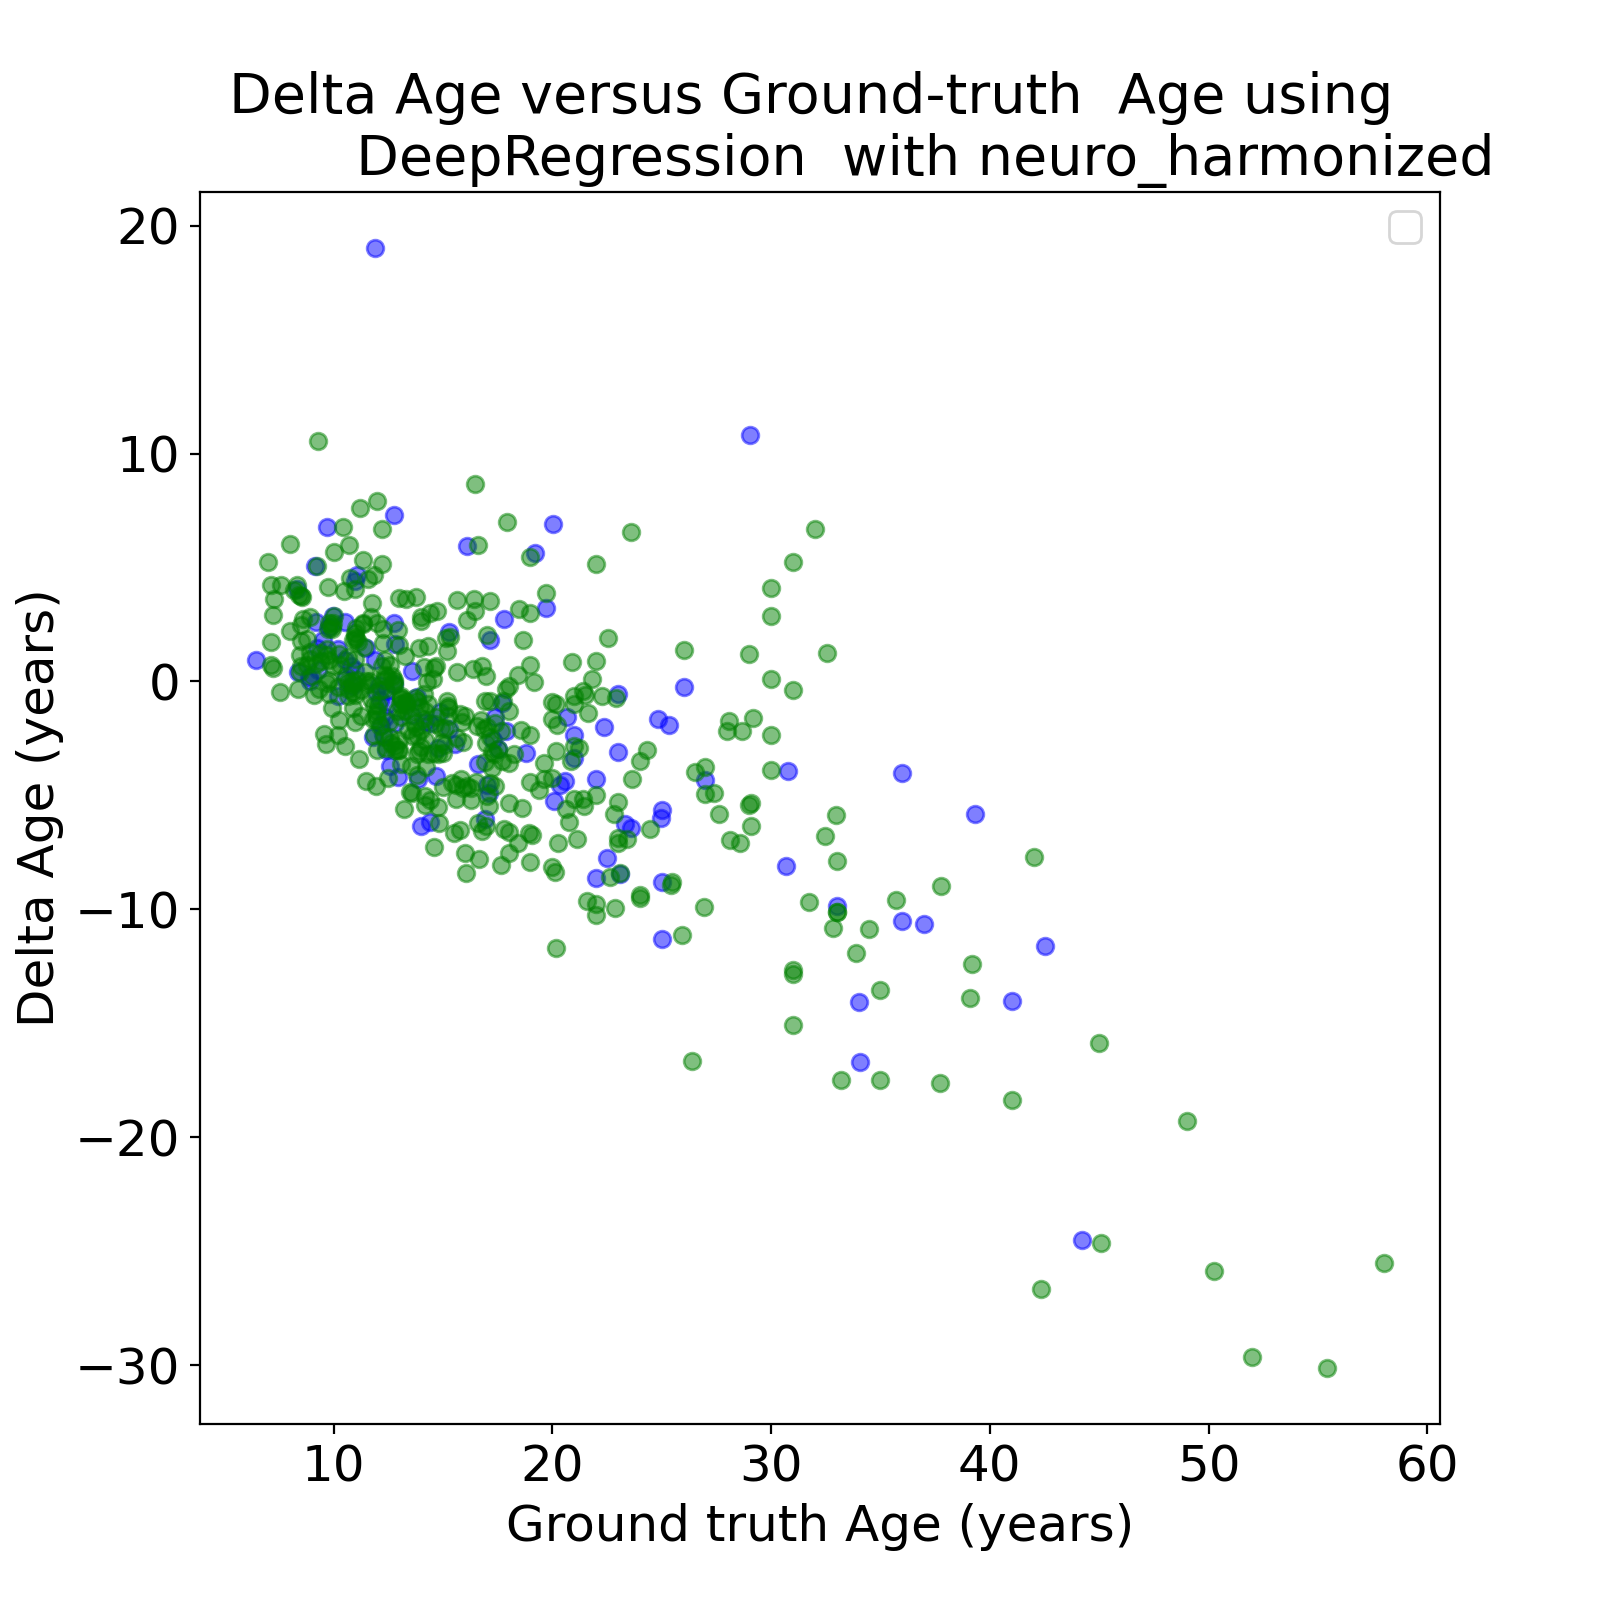 Delta Age versus Ground-truth  Age using
DeepRegression  with neuro_harmonized
20
10
0
−10
−20
−30
Delta Age (years)
10 20 30 40 50 60
Ground truth Age (years)